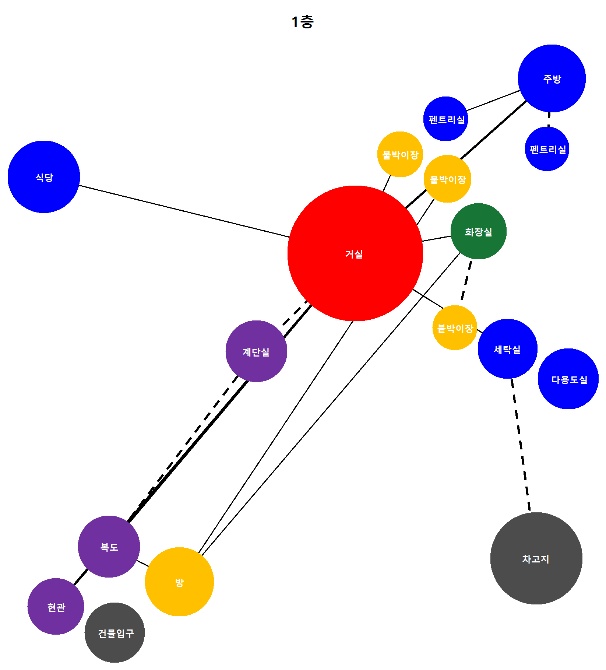 1층
주방
펜트리실
펜트리실
붙박이장
식당
붙박이장
화장실
거실
붙박이장
세탁실
계단실
다용도실
복도
차고지
방
현관
건물입구